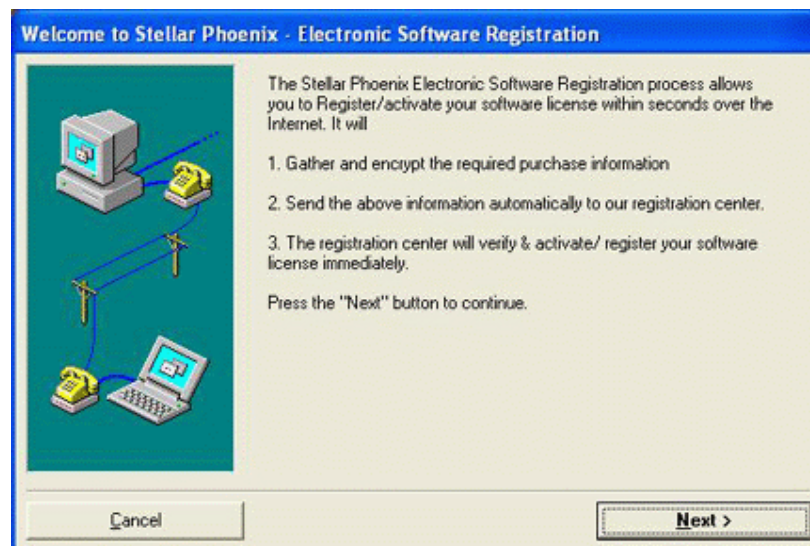 Welcome to Stellar Phoenix - Electronic Software Registration
The Stellar Phoenix Electronic Software Registration process allows
you to Register/activate your software license within seconds over the
Internet. It will
1. Gather and encrypt the required purchase information
2. Send the above information automatically to our registration center.
3. The registration center will verify & activate/ register your software
license immediately.
Press the "Next" button to continue.
Cancel
Next >